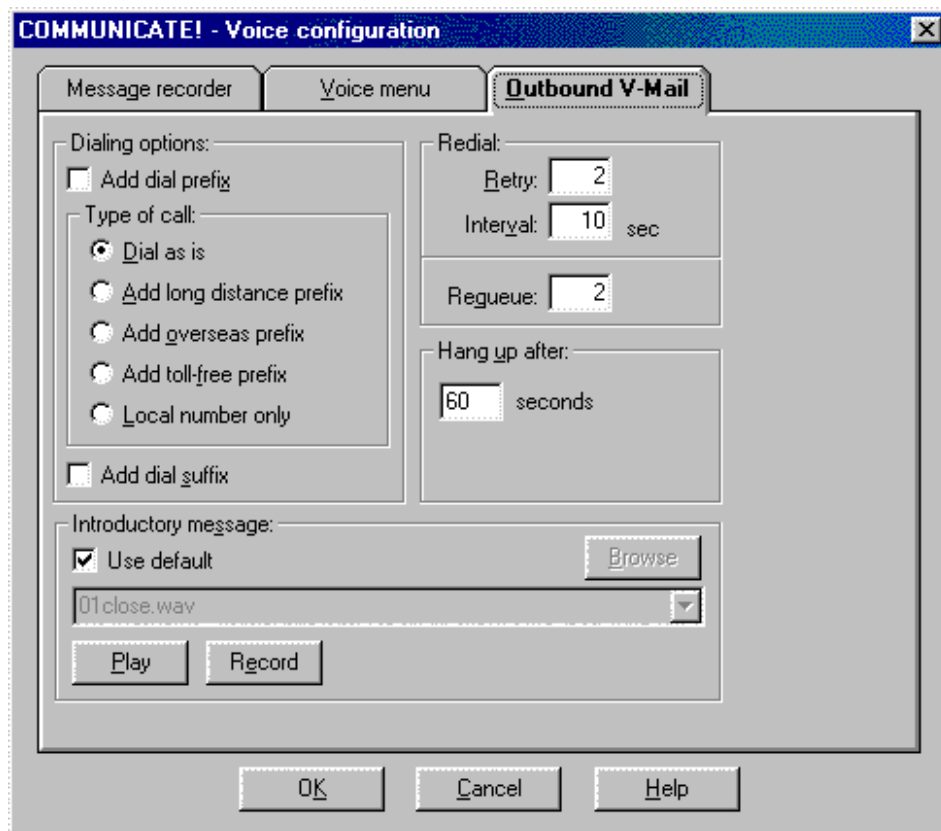 COMMUNICATE! - Voice configuration
Message recorder
Voice menu
Outbound V-Mail
Dialing options:
Add dial prefix
Type of call:
Dial as is
Add long distance prefix
Add overseas prefix
Add toll-free prefix
Local number only
Add dial suffix
Redial:
Retry: 2
Interval: 10 sec
Regueue: 2
Hang up after:
60 seconds
Introductory message:
Use default
Browse
01close.wav
Play Record
OK Cancel Help